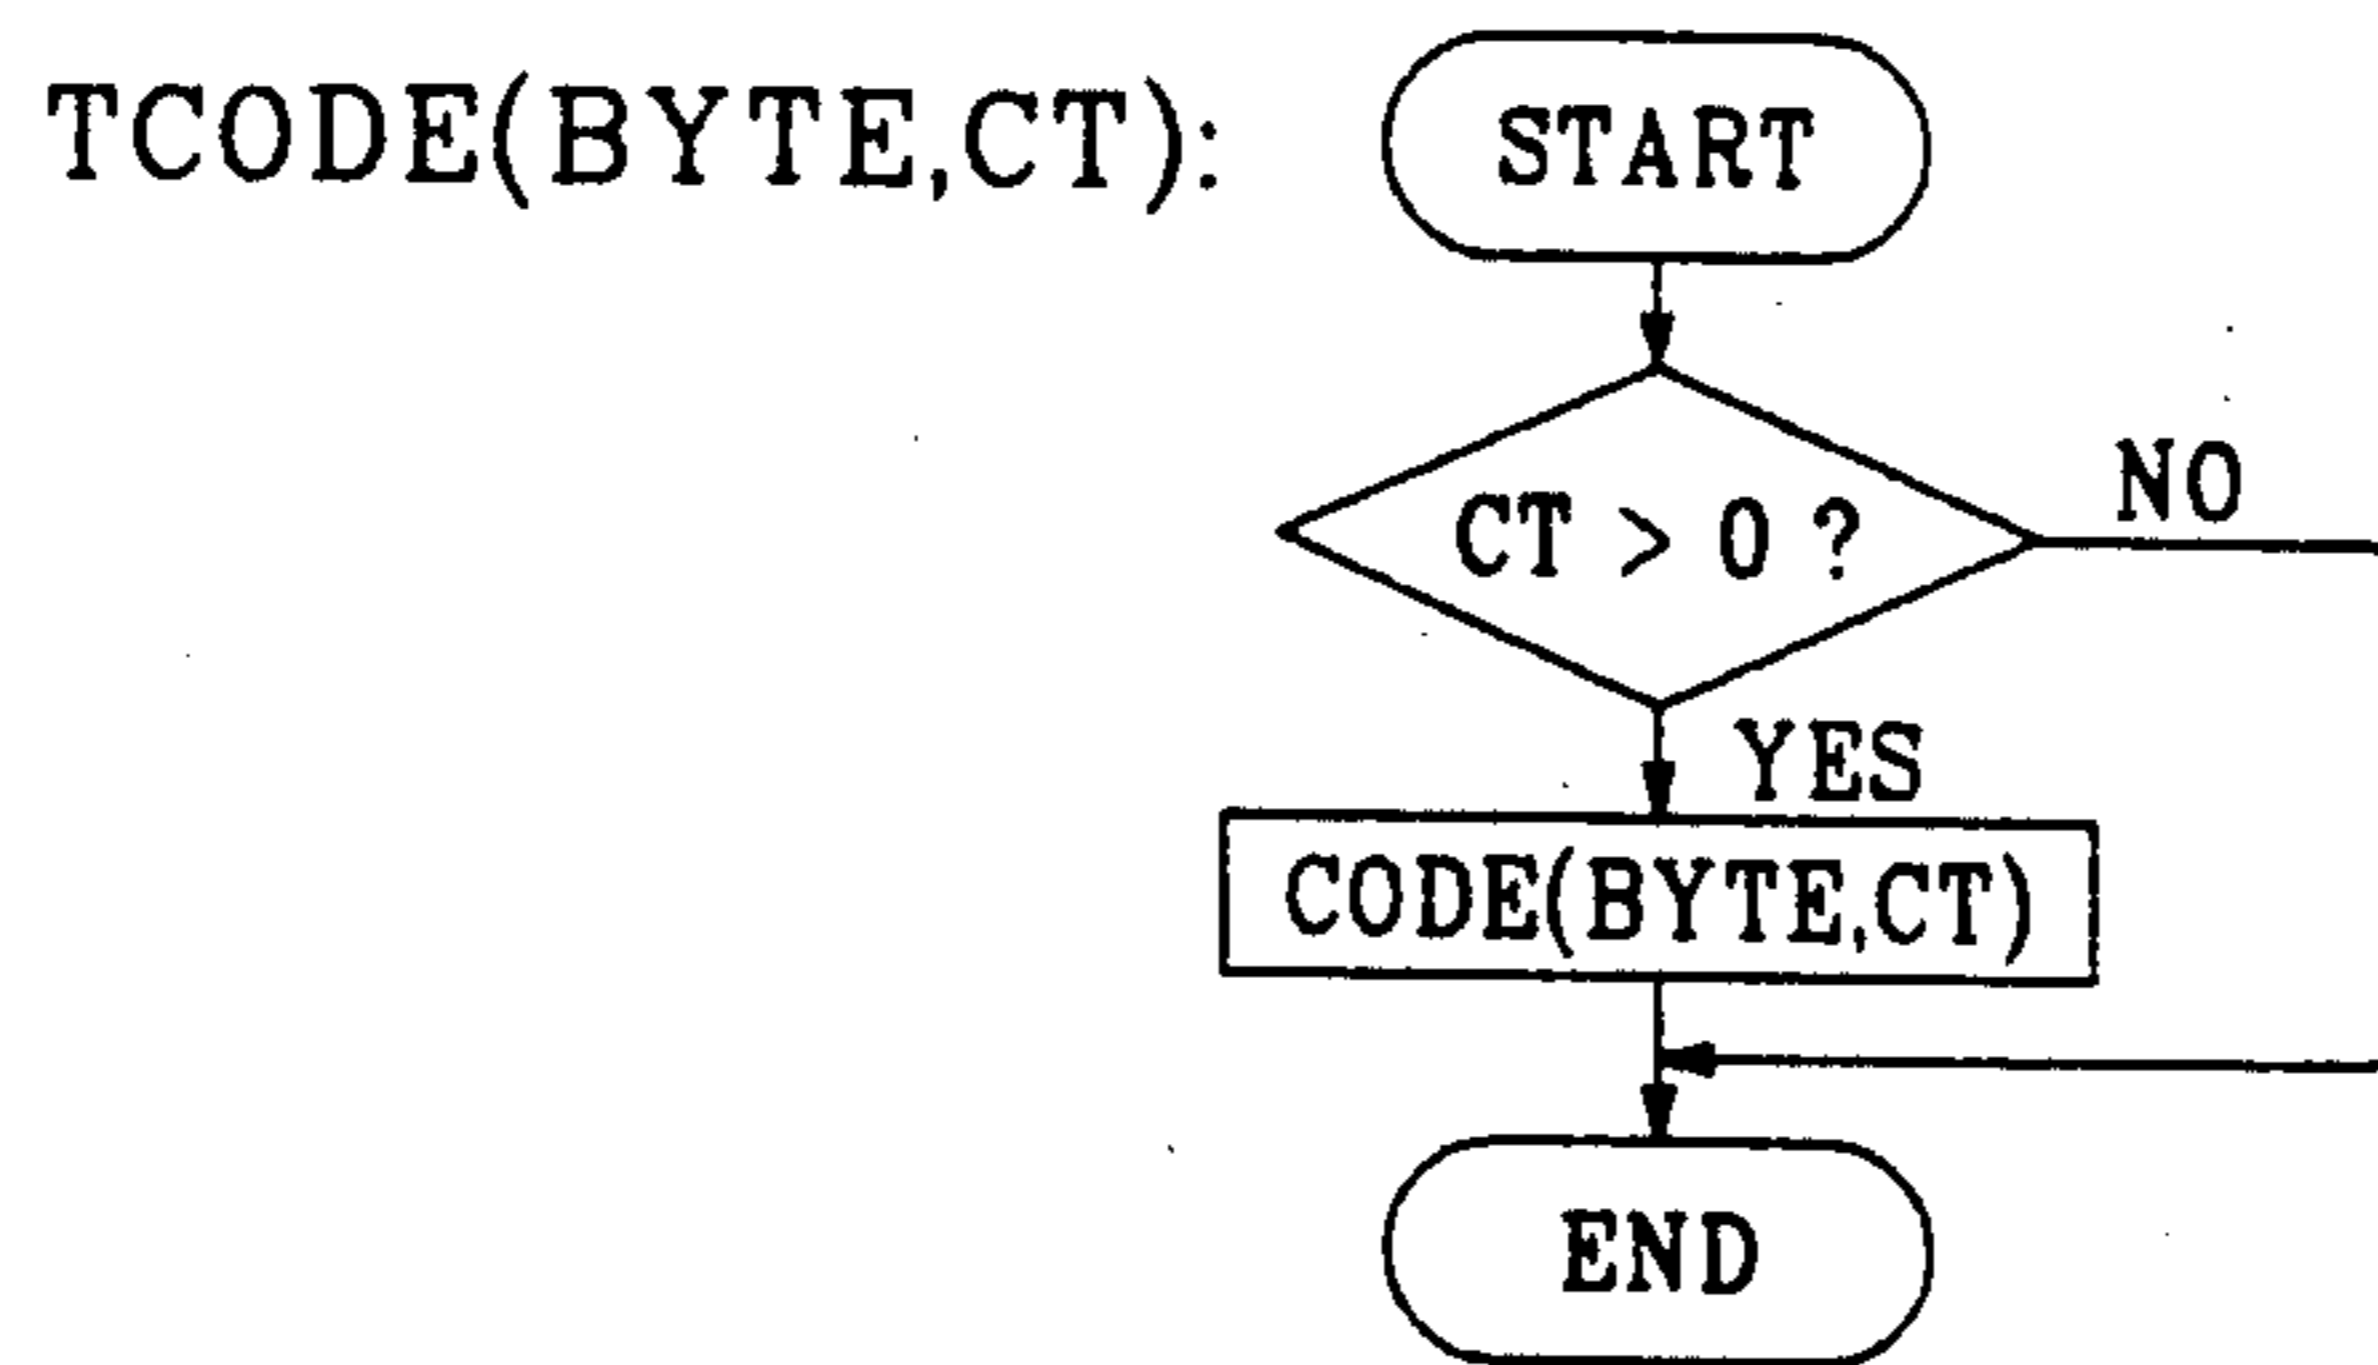 TCODE(BYTE,CT):
START
CT > 0 ?
NO
YES
CODE(BYTE,CT)
END